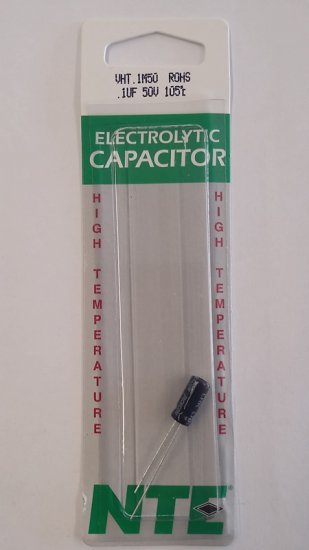 VHT.1M50 ROHS
.1UF 50V 105℃
ELECTROLYTIC
CAPACITOR
HIGH TEMPERATURE
HIGH TEMPERATURE
NTE®